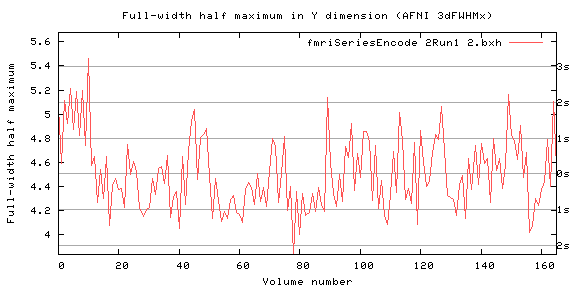 Full-width half maximum in Y dimension (AFNI 3dFWHMx)
fmriSeriesEncode 2Run1 2.bxh
Full-width half maximum
5.6
5.4
5.2
5
4.8
4.6
4.4
4.2
4
3s
2s
1s
0s
1s
2s
0 20 40 60 80 100 120 140 160
Volume number